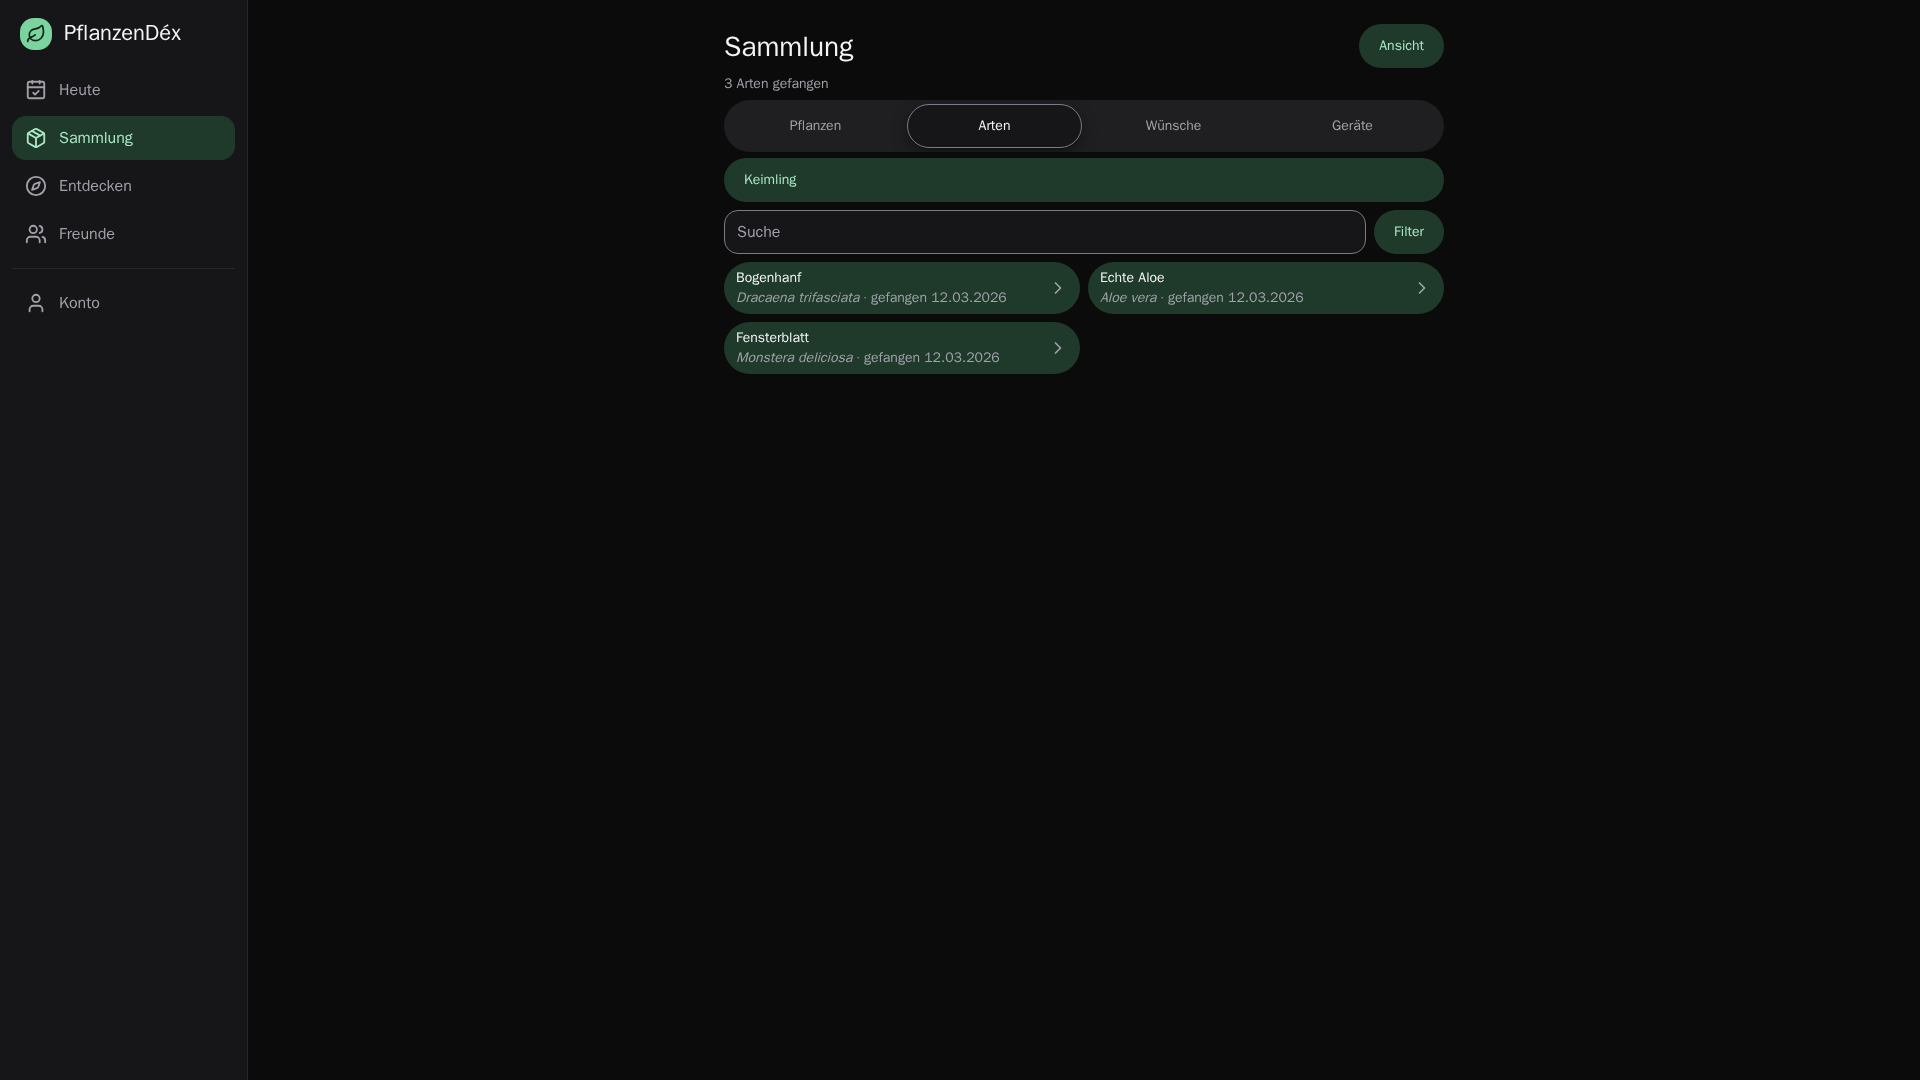 PflanzenDéx
Heute
Sammlung
Entdecken
Freunde
Konto
Sammlung
Ansicht
3 Arten gefangen
Pflanzen
Arten
Wünsche
Geräte
Keimling
Suche
Filter
Bogenhanf
Dracaena trifasciata · gefangen 12.03.2026
Echte Aloe
Aloe vera · gefangen 12.03.2026
Fensterblatt
Monstera deliciosa · gefangen 12.03.2026